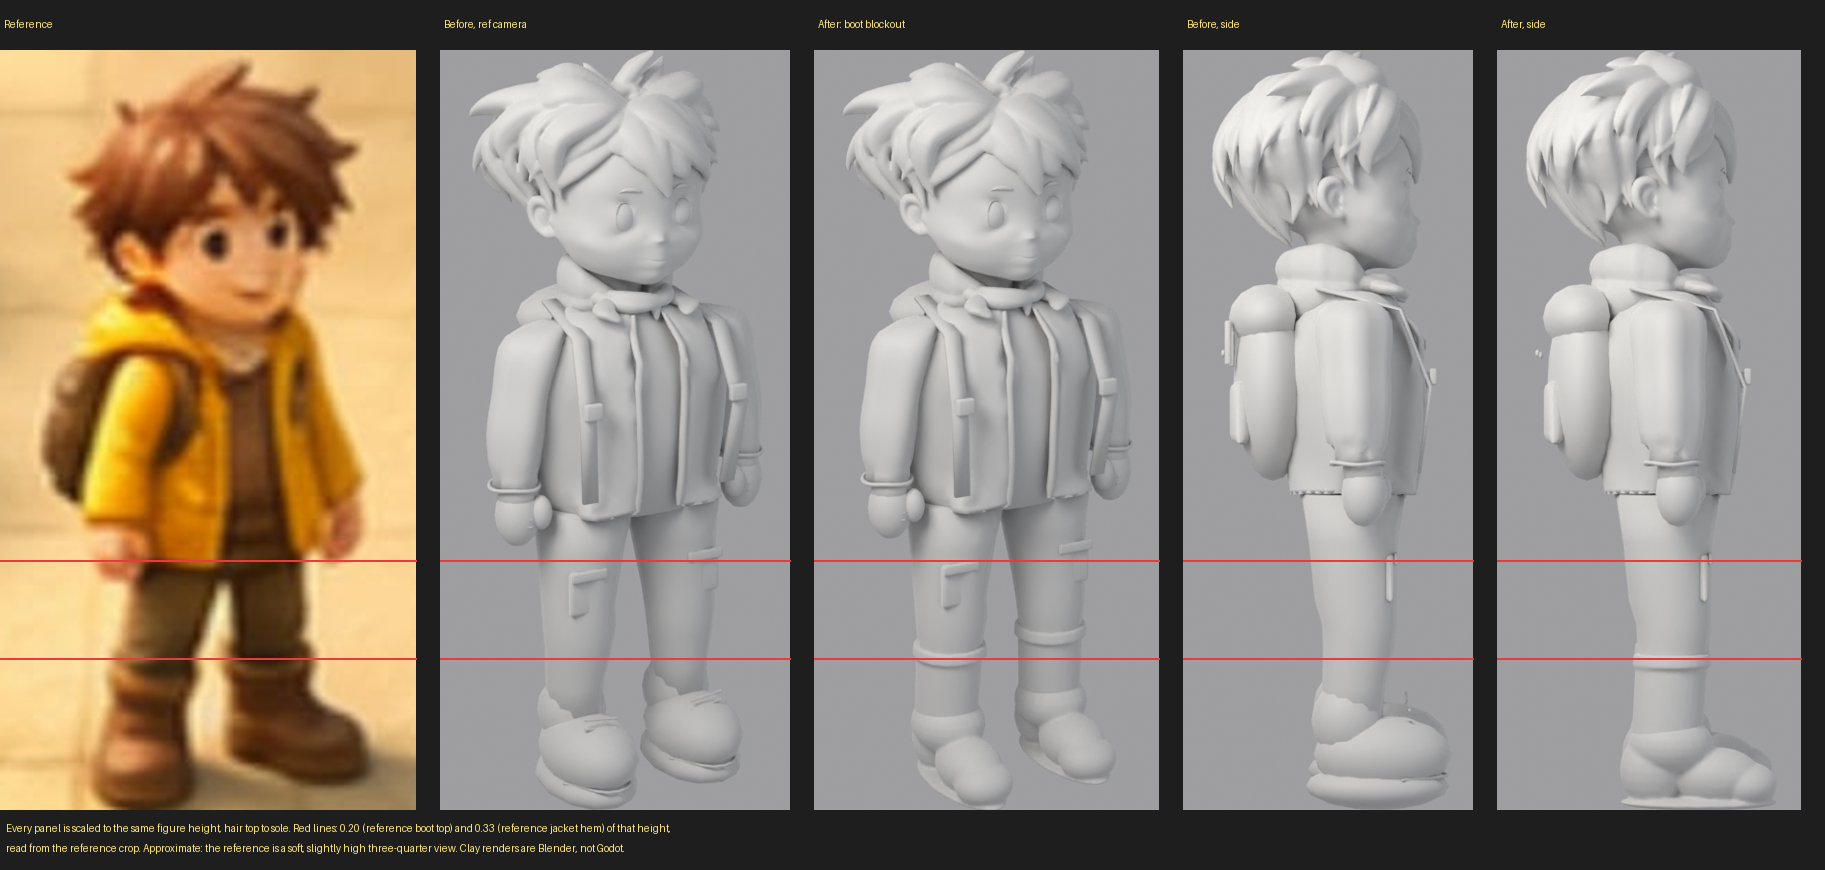 Reference
Before, ref camera
After: boot blockout
Before, side
After, side
Every panel is scaled to the same figure height, hair top to sole. Red lines: 0.20 (reference boot top) and 0.33 (reference jacket hem) of that height,
read from the reference crop. Approximate: the reference is a soft, slightly high three-quarter view. Clay renders are Blender, not Godot.